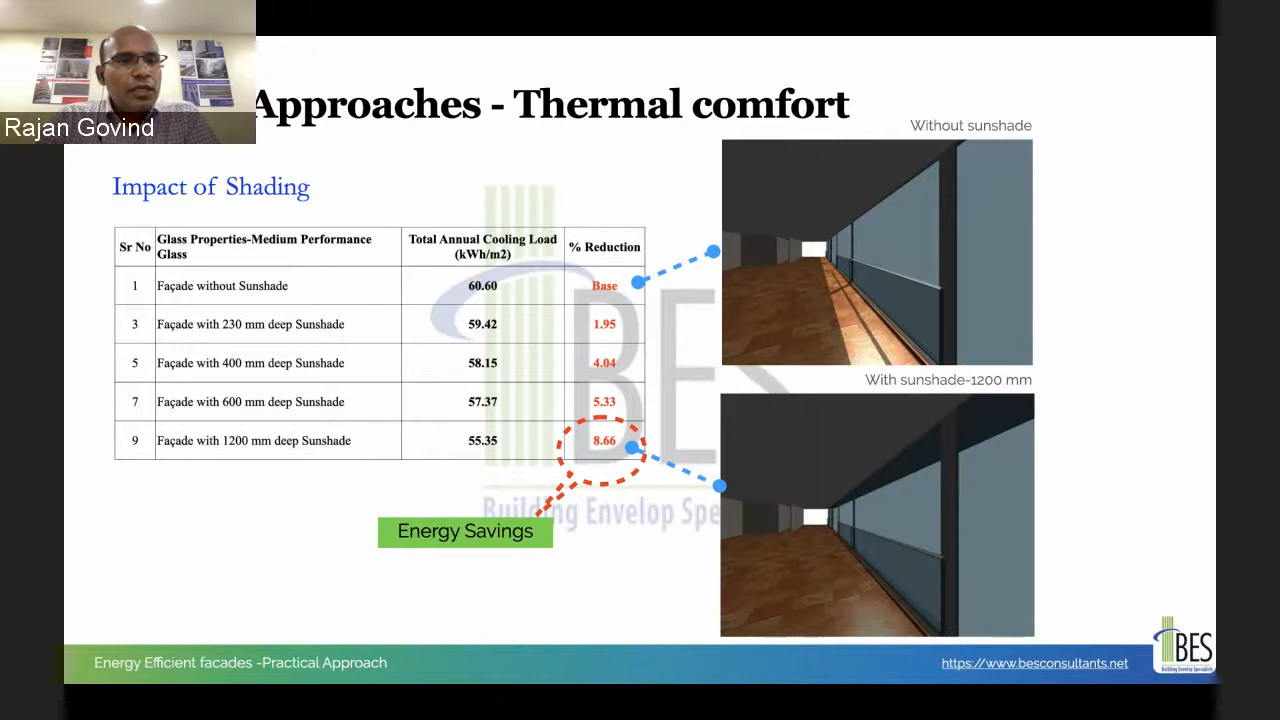 Rajan Govind
Approaches - Thermal comfort
Without sunshade
Impact of Shading
Sr No Glass Properties-Medium Performance Glass Total Annual Cooling Load (kWh/m2) % Reduction
1 Façade without Sunshade 60.60 Base
3 Façade with 230 mm deep Sunshade 59.42 1.95
5 Façade with 400 mm deep Sunshade 58.15 4.04
7 Façade with 600 mm deep Sunshade 57.37 5.33
9 Façade with 1200 mm deep Sunshade 55.35 8.66
With sunshade-1200 mm
BES
Building Envelop Spe
Energy Savings
Energy Efficient facades -Practical Approach
https://www.besconsultants.net
BES
Building Envelop Specialists